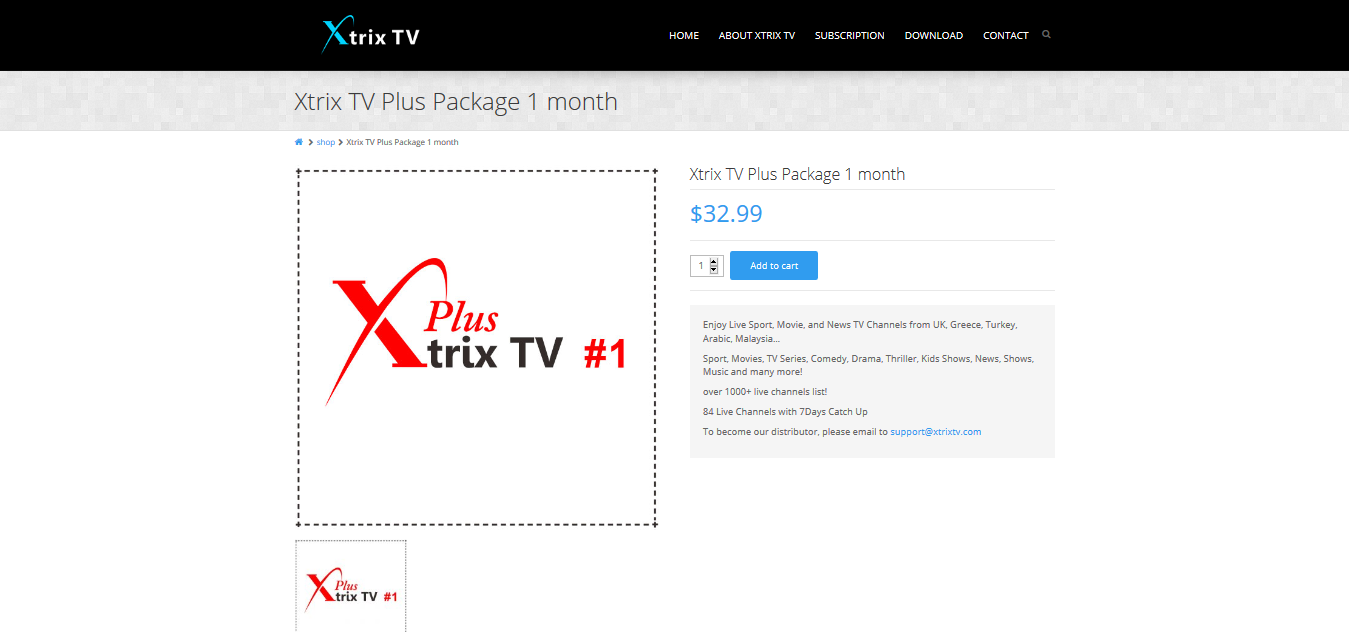 Xtrix TV
HOME ABOUT XTRIX TV SUBSCRIPTION DOWNLOAD CONTACT
Xtrix TV Plus Package 1 month
shop Xtrix TV Plus Package 1 month
Plus
Xtrix TV #1
Plus
Xtrix TV #1
Xtrix TV Plus Package 1 month
$32.99
1 Add to cart
Enjoy Live Sport, Movie, and News TV Channels from UK, Greece, Turkey,
Arabic, Malaysia...
Sport, Movies, TV Series, Comedy, Drama, Thriller, Kids Shows, News, Shows,
Music and many more!
over 1000+ live channels list!
84 Live Channels with 7Days Catch Up
To become our distributor, please email to support@xtrixtv.com